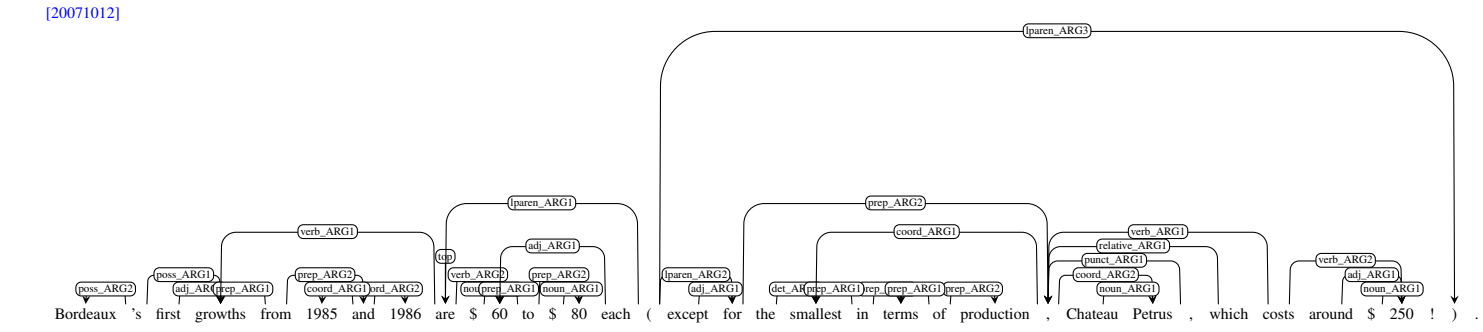 [20071012]
lparen_ARG3
lparen_ARG1 prep_ARG2
verb_ARG1 coord_ARG1 verb_ARG1
adj_ARG1 relative_ARG1
top punct_ARG1 verb_ARG2
poss_ARG1 prep_ARG2 verb_ARG2 prep_ARG2 lparen_ARG2 coord_ARG2 adj_ARG1
poss_ARG2 prep_ARG1 coord_ARG1 prep_ARG1 noun_ARG1 adj_ARG1 prep_ARG1 prep_ARG1 prep_ARG2 noun_ARG1 noun_ARG1
Bordeaux 's first growths from 1985 and 1986 are $ 60 to $ 80 each ( except for the smallest in terms of production , Chateau Petrus , which costs around $ 250 ! ) .